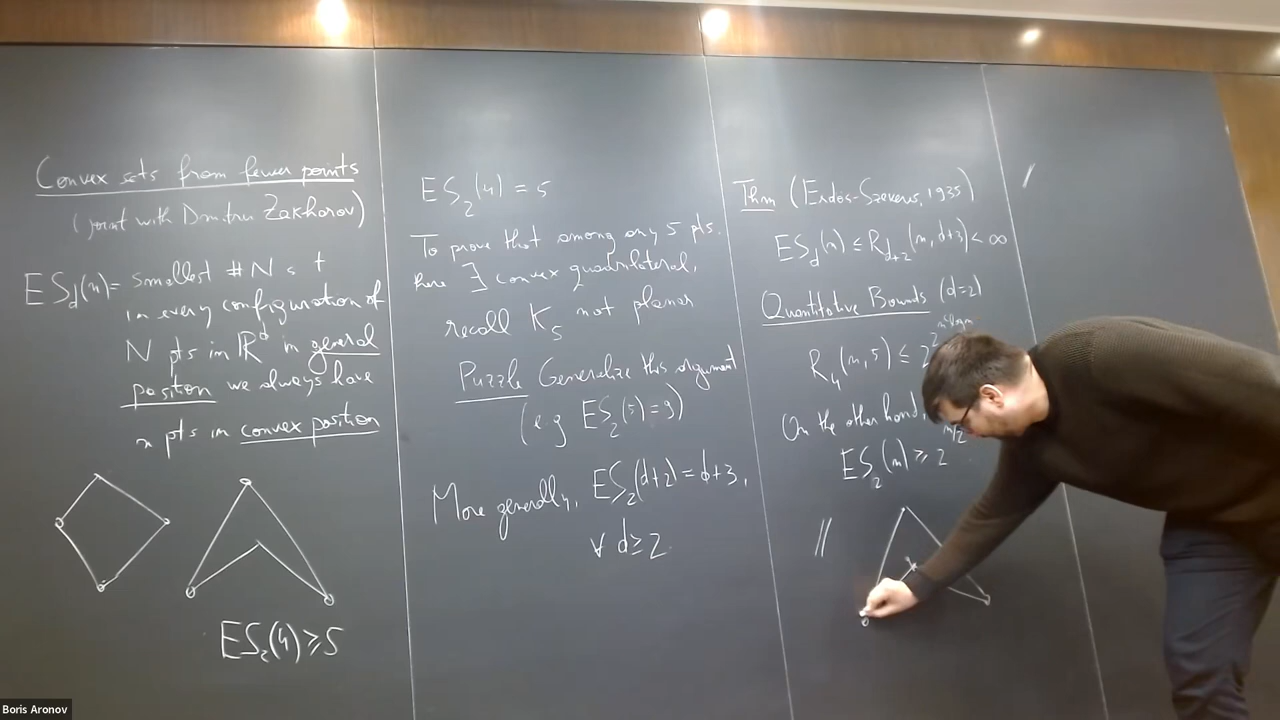 Convex sets from fewer points
(joint with Dmitrii Zakharov)
ES_d(n) = smallest # N s t
in every configuration of
N pts in ℝ^d in general
position we always have
n pts in convex position
ES_2(4) ≥ 5
ES_2(4) = 5
To prove that among any 5 pts.
there ∃ convex quadrilateral,
recall K_5 not planar
Puzzle Generalize this argument
(e.g ES_2(5) = 9)
More generally, ES_2(d+2) = d+3,
∀ d ≥ 2.
Thm (Erdős-Szekeres, 1935)
ES_d(n) ≤ R_{d+2}(n, d+3) < ∞
Quantitative Bounds (d=2)
R_4(n, 5) ≤ 2
On the other hand,
ES_2(n) ≥ 2^{n/2}
//
Boris Aronov